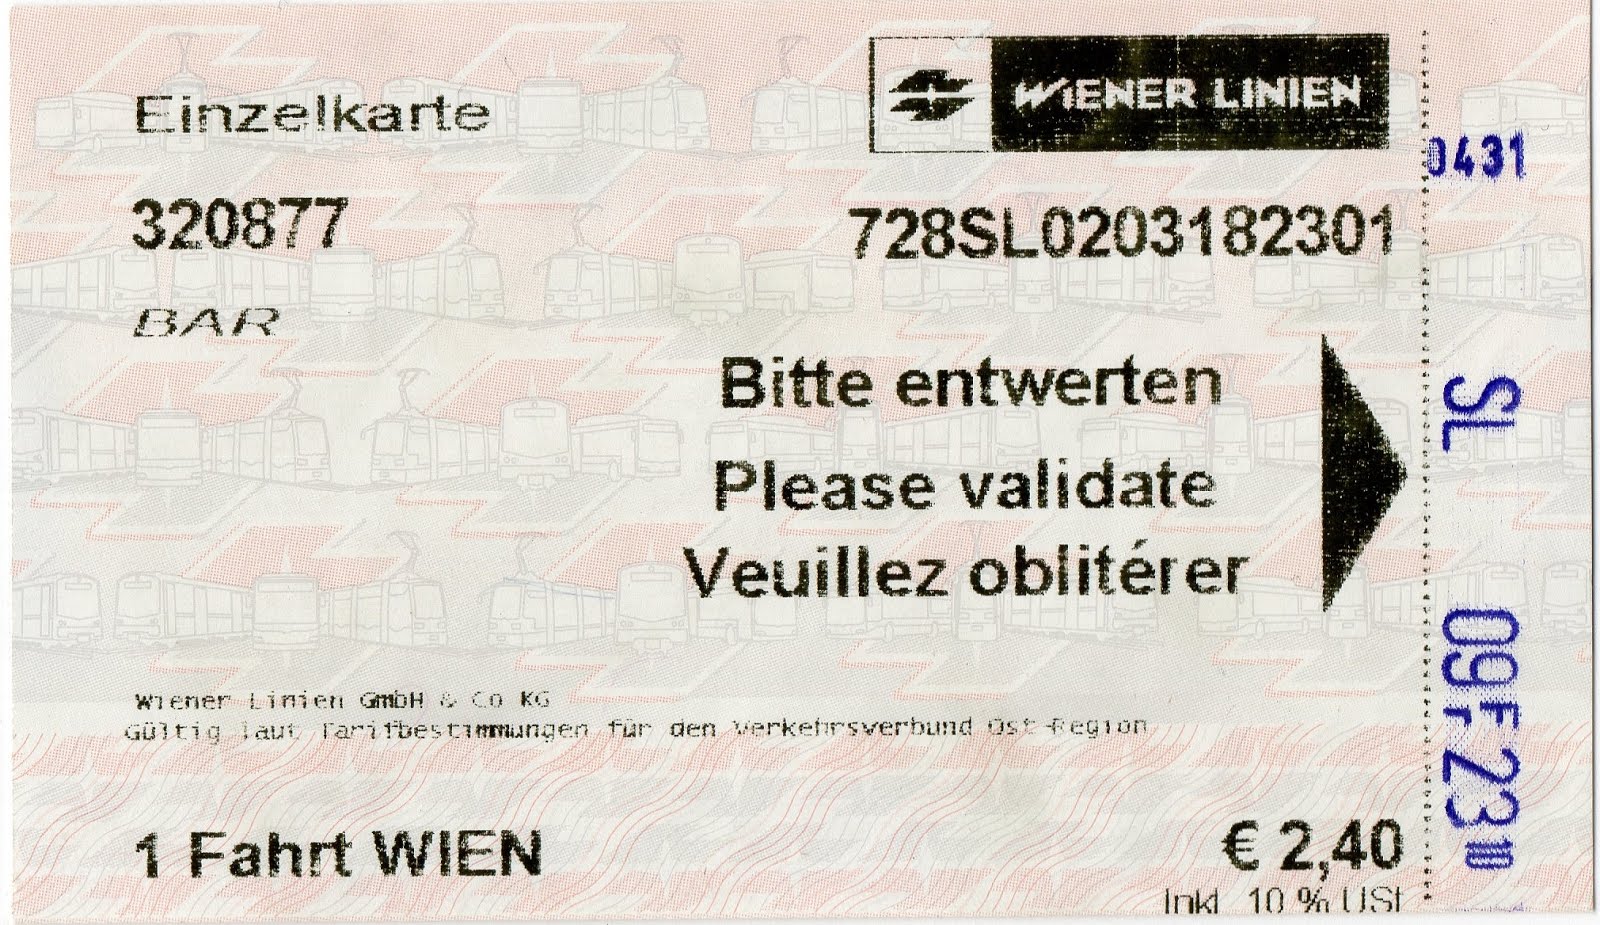 WIENER LINIEN
Einzelkarte
0431
320877
728SL0203182301
BAR
Bitte entwerten
Please validate
Veuillez oblitérer
SL 09Fr23
Wiener Linien GmbH & Co KG
Gültig laut Tarifbestimmungen für den Verkehrsverbund Ost-Region
1 Fahrt WIEN
€ 2,40
Inkl. 10 % USt